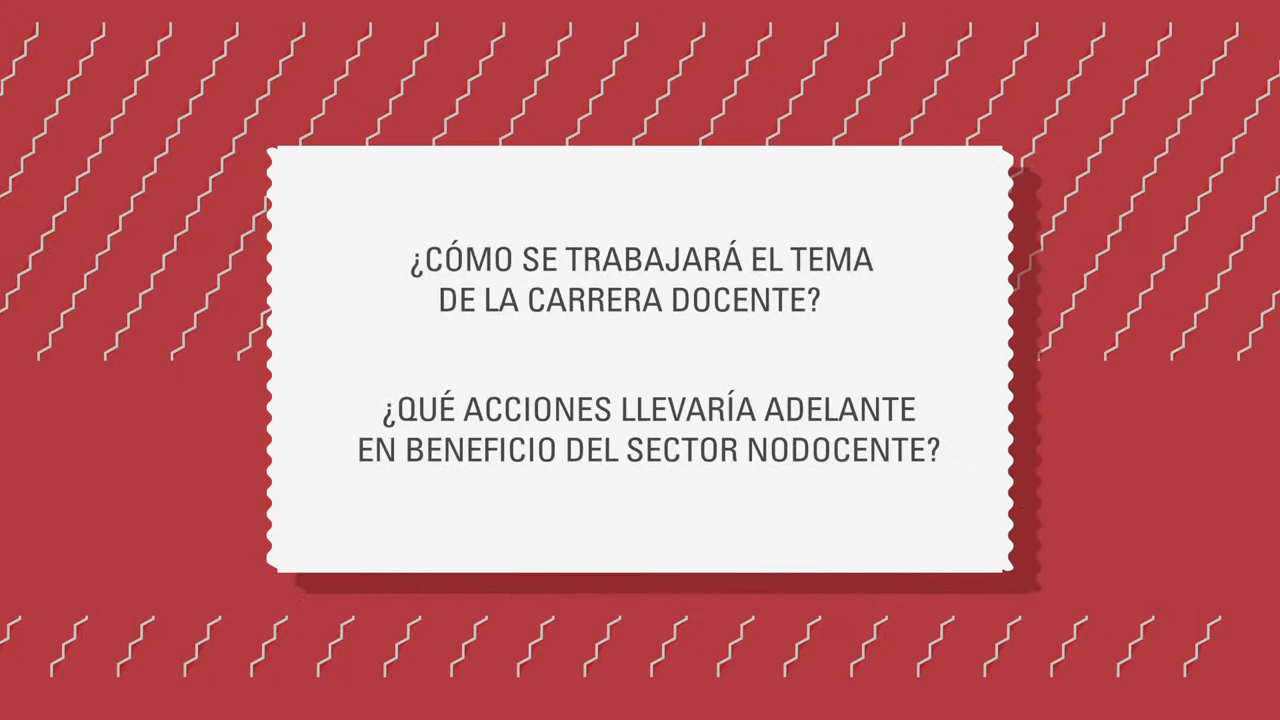 ¿CÓMO SE TRABAJARÁ EL TEMA
DE LA CARRERA DOCENTE?
¿QUÉ ACCIONES LLEVARÍA ADELANTE
EN BENEFICIO DEL SECTOR NODOCENTE?